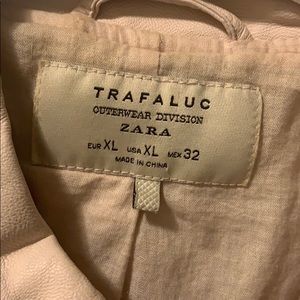 TRAFALUC
OUTERWEAR DIVISION
ZARA
EUR XL USA XL MEX 32
MADE IN CHINA